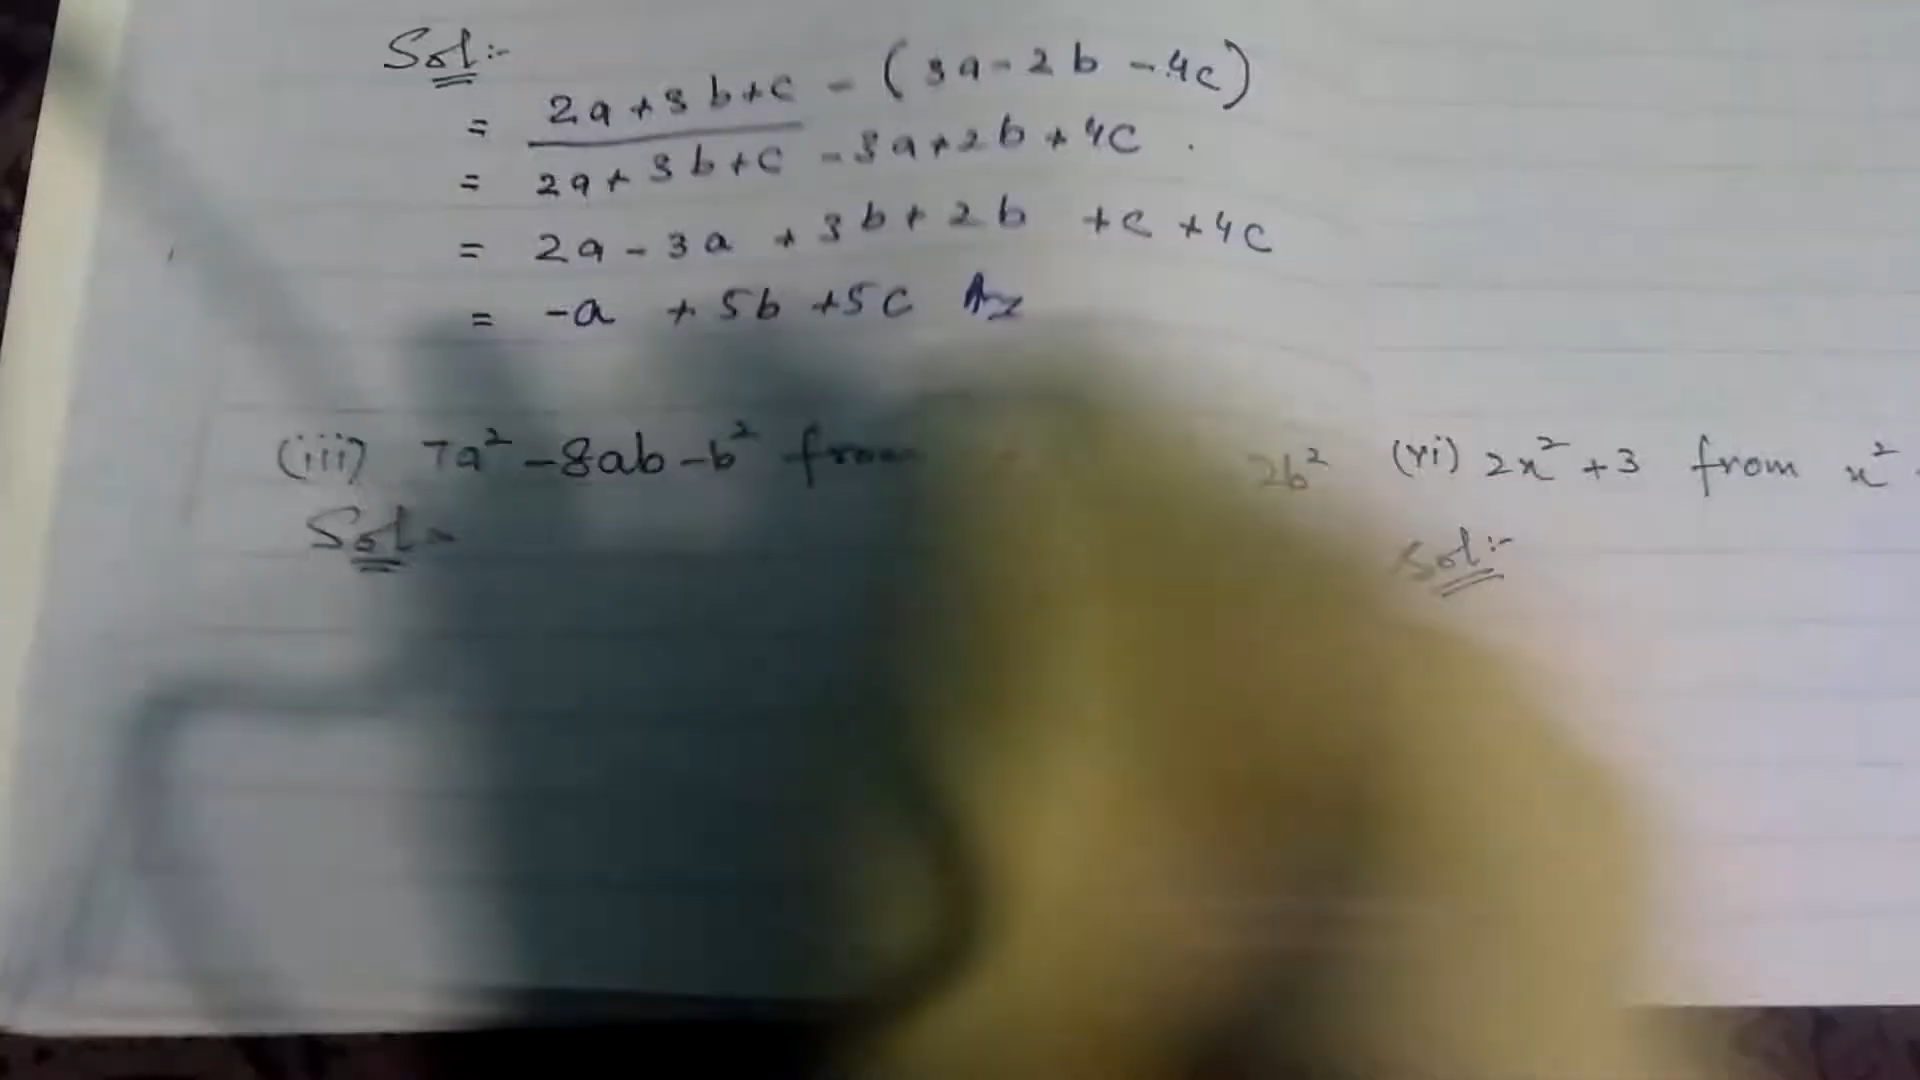 Sol:-
= 2a+3b+c - (3a-2b-4c)
= 2a+3b+c -3a+2b+4c.
= 2a-3a +3b+2b +c+4c
= -a +5b+5c Ans
(iii) 7a²-8ab-b² from 2b² (vi) 2x²+3 from x²
Sol:- Sol:-